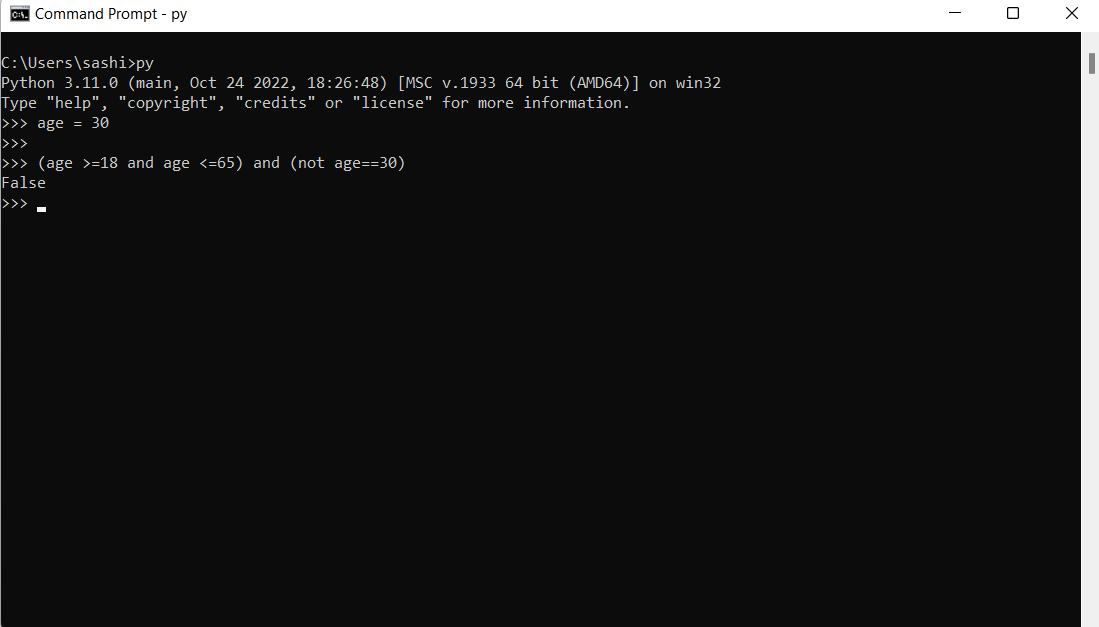 Command Prompt - py
C:\Users\sashi>py
Python 3.11.0 (main, Oct 24 2022, 18:26:48) [MSC v.1933 64 bit (AMD64)] on win32
Type "help", "copyright", "credits" or "license" for more information.
>>> age = 30
>>>
>>> (age >=18 and age <=65) and (not age==30)
False
>>>